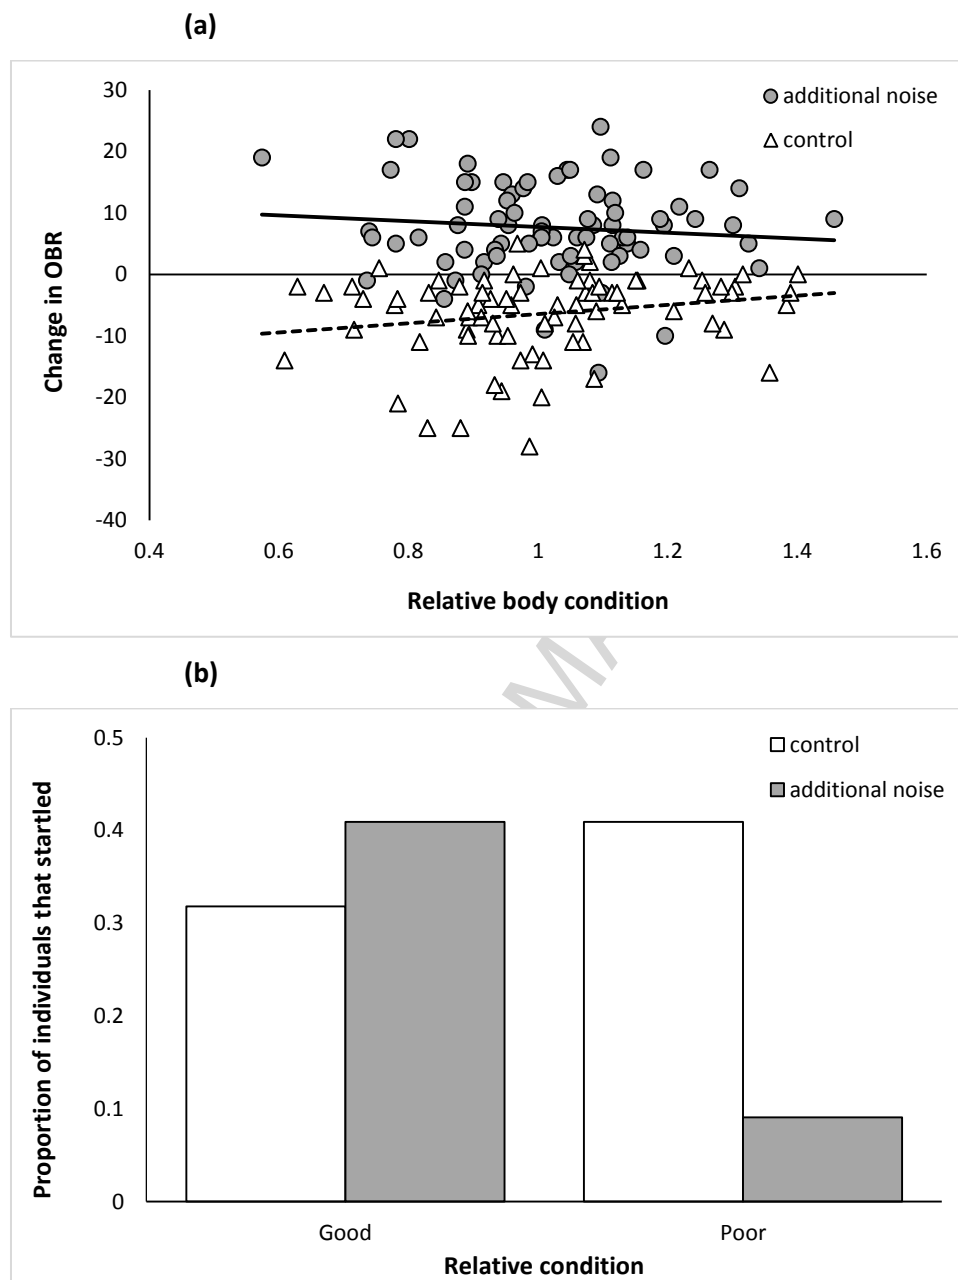 (a)
30
20
10
0
-10
-20
-30
-40
0.4 0.6 0.8 1 1.2 1.4 1.6
Change in OBR
Relative body condition
additional noise
control
(b)
0.5
0.4
0.3
0.2
0.1
0
Proportion of individuals that startled
control
additional noise
Good Poor
Relative condition